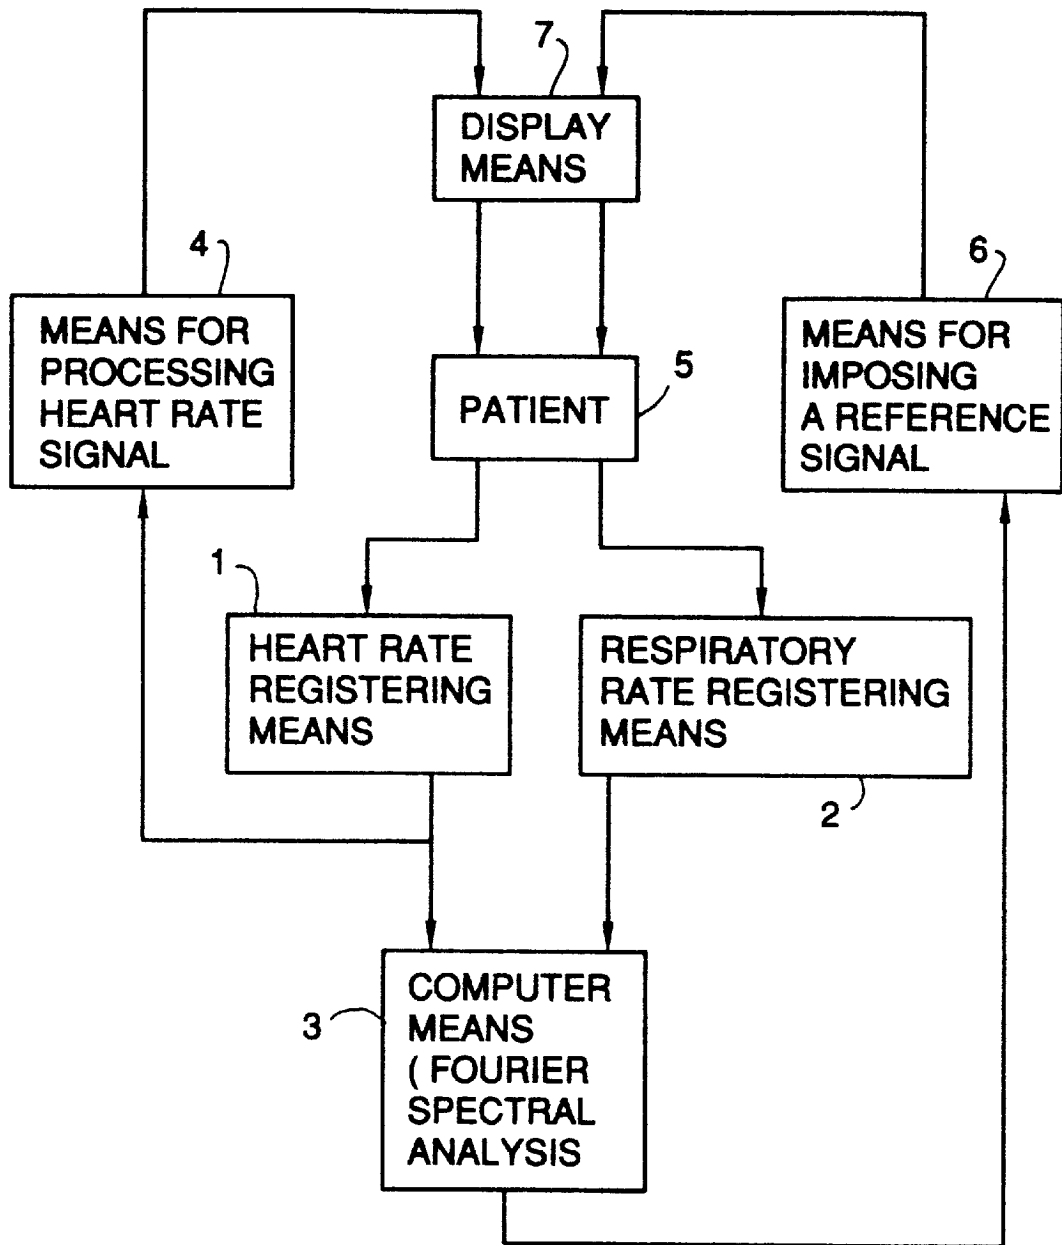 7
DISPLAY
MEANS
4
MEANS FOR
PROCESSING
HEART RATE
SIGNAL
6
MEANS FOR
IMPOSING
A REFERENCE
SIGNAL
5
PATIENT
1
HEART RATE
REGISTERING
MEANS
RESPIRATORY
RATE REGISTERING
MEANS
2
3
COMPUTER
MEANS
( FOURIER
SPECTRAL
ANALYSIS